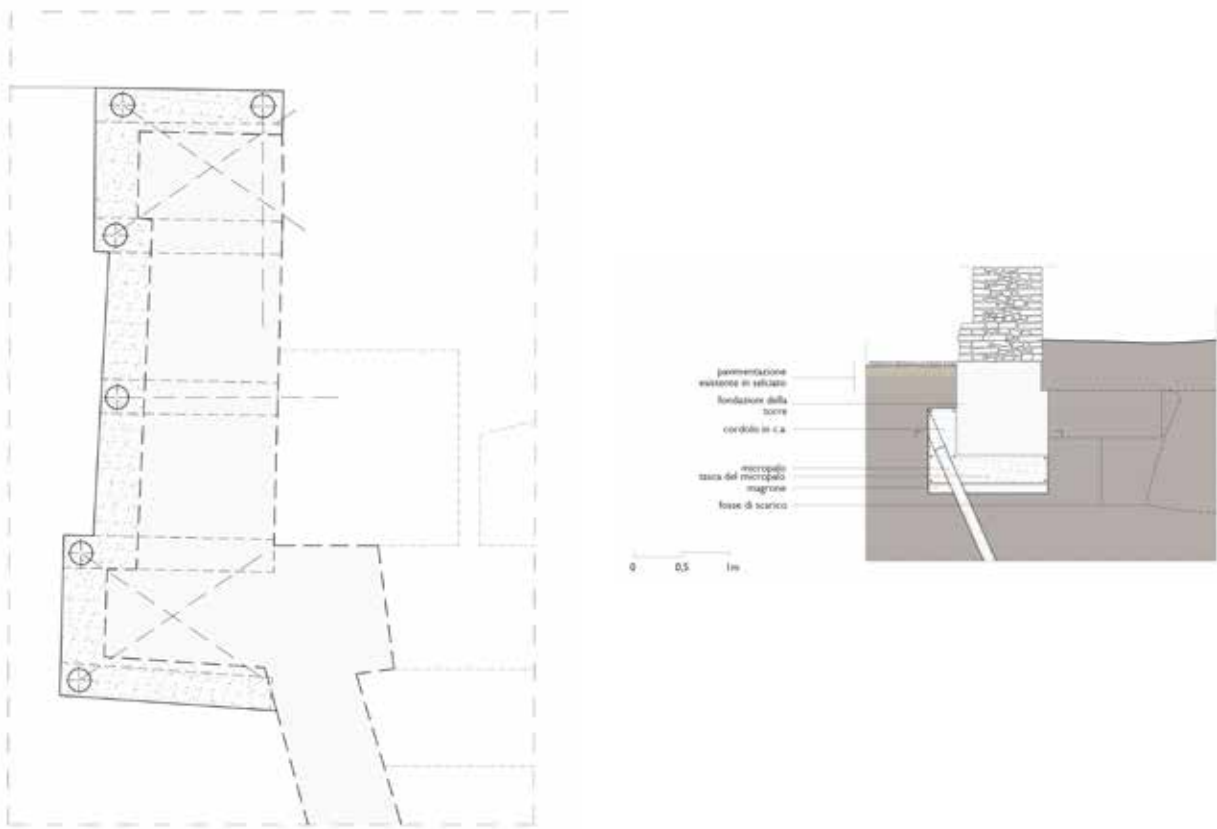 pavimentazione
esistente in selciato
fondazioni della
torre
cordolo in c.a.
micropalo
tasca del micropalo
magrone
fosse di scarico
0 0,5 1m